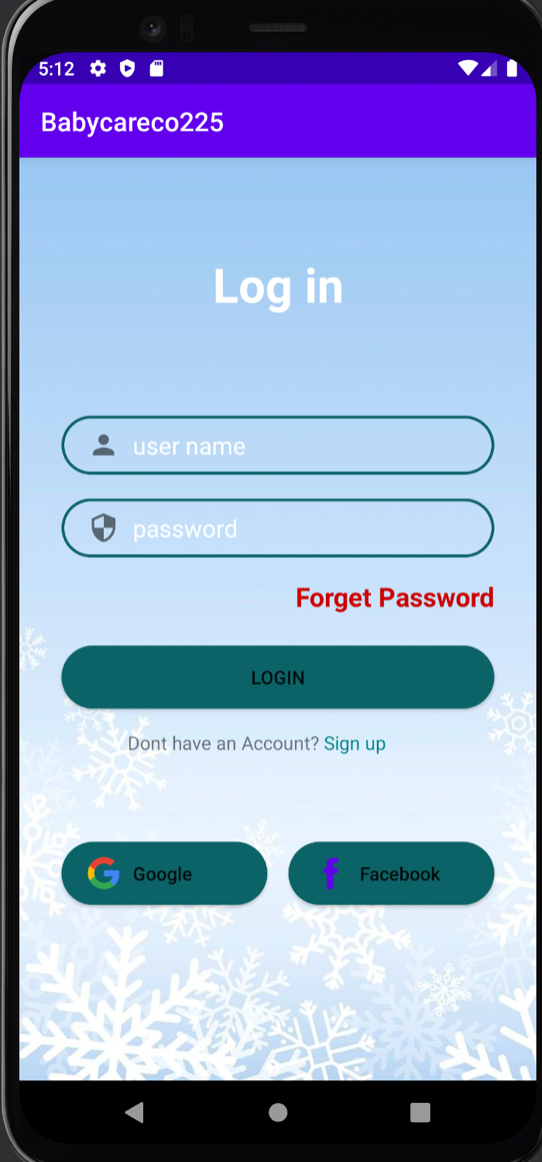 5:12
Babycareco225
Log in
user name
password
Forget Password
LOGIN
Dont have an Account? Sign up
Google
Facebook